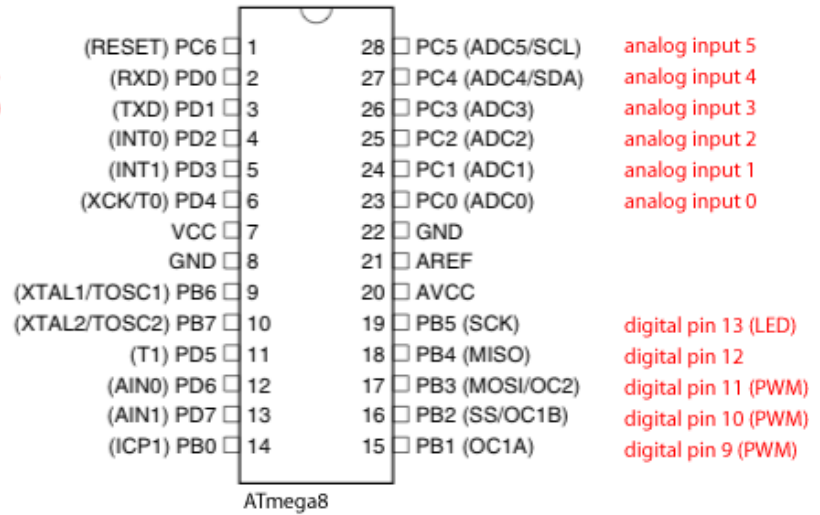 (RESET) PC6 1 28 PC5 (ADC5/SCL) analog input 5
(RXD) PD0 2 27 PC4 (ADC4/SDA) analog input 4
(TXD) PD1 3 26 PC3 (ADC3) analog input 3
(INT0) PD2 4 25 PC2 (ADC2) analog input 2
(INT1) PD3 5 24 PC1 (ADC1) analog input 1
(XCK/T0) PD4 6 23 PC0 (ADC0) analog input 0
VCC 7 22 GND
GND 8 21 AREF
(XTAL1/TOSC1) PB6 9 20 AVCC
(XTAL2/TOSC2) PB7 10 19 PB5 (SCK) digital pin 13 (LED)
(T1) PD5 11 18 PB4 (MISO) digital pin 12
(AIN0) PD6 12 17 PB3 (MOSI/OC2) digital pin 11 (PWM)
(AIN1) PD7 13 16 PB2 (SS/OC1B) digital pin 10 (PWM)
(ICP1) PB0 14 15 PB1 (OC1A) digital pin 9 (PWM)
ATmega8